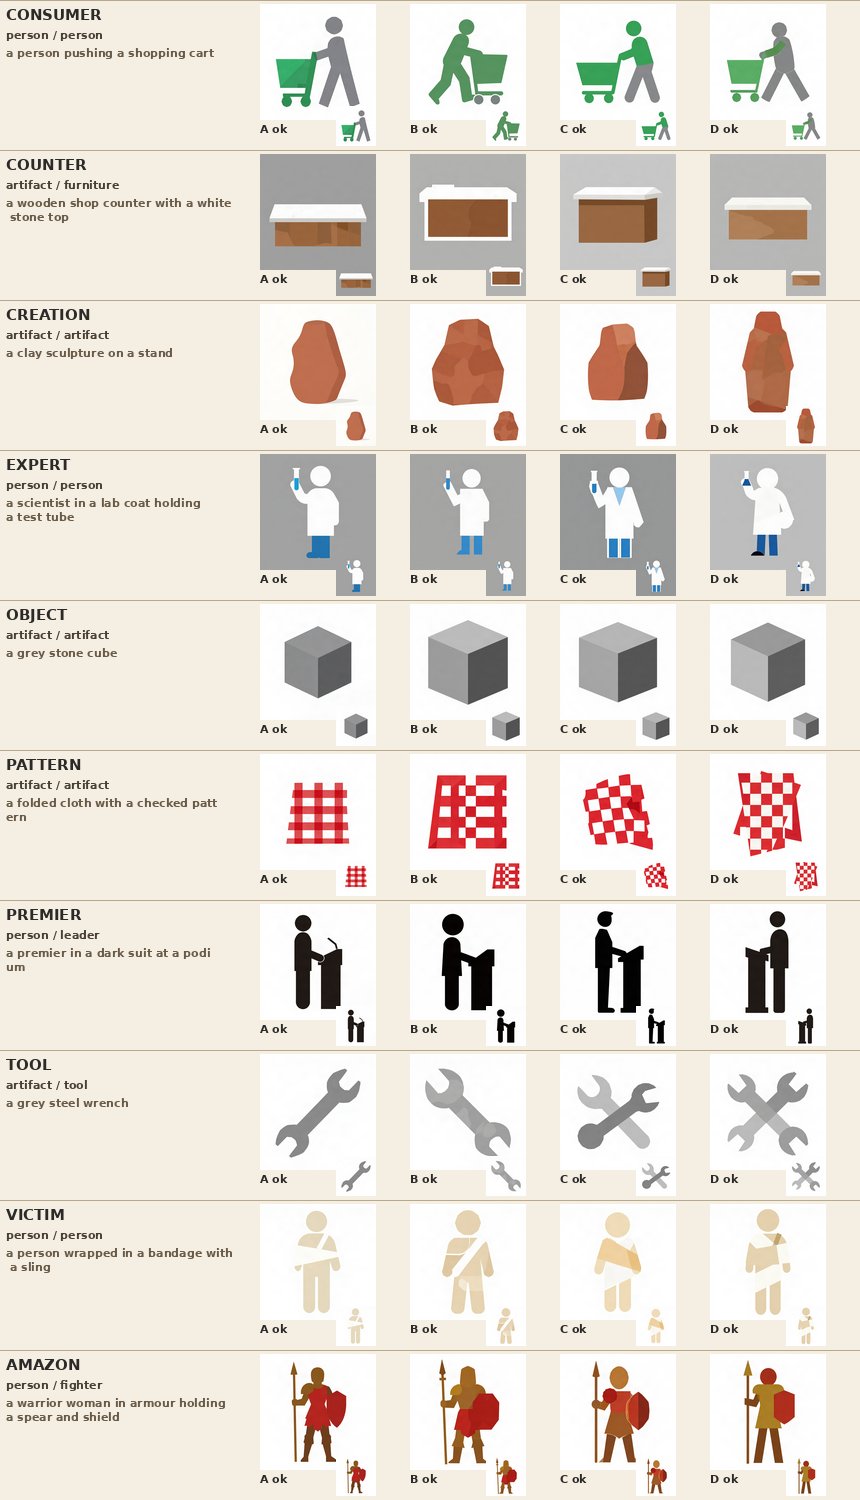 CONSUMER
person / person
a person pushing a shopping cart
A ok
B ok
C ok
D ok
COUNTER
artifact / furniture
a wooden shop counter with a white
stone top
A ok
B ok
C ok
D ok
CREATION
artifact / artifact
a clay sculpture on a stand
A ok
B ok
C ok
D ok
EXPERT
person / person
a scientist in a lab coat holding
a test tube
A ok
B ok
C ok
D ok
OBJECT
artifact / artifact
a grey stone cube
A ok
B ok
C ok
D ok
PATTERN
artifact / artifact
a folded cloth with a checked patt
ern
A ok
B ok
C ok
D ok
PREMIER
person / leader
a premier in a dark suit at a podi
um
A ok
B ok
C ok
D ok
TOOL
artifact / tool
a grey steel wrench
A ok
B ok
C ok
D ok
VICTIM
person / person
a person wrapped in a bandage with
a sling
A ok
B ok
C ok
D ok
AMAZON
person / fighter
a warrior woman in armour holding
a spear and shield
A ok
B ok
C ok
D ok